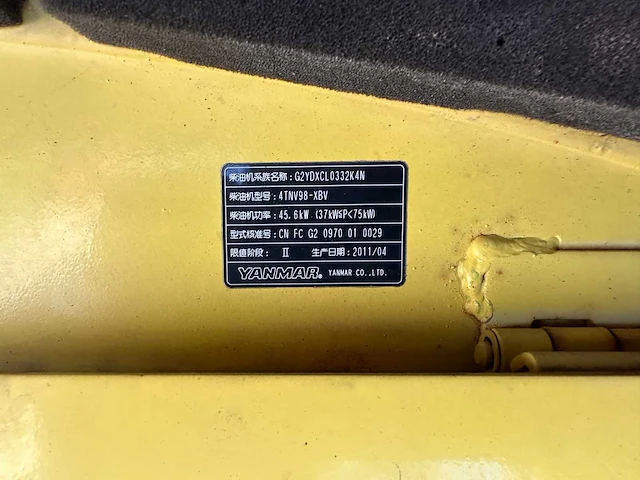 柴油机系族名称：G2YDXCL0332K4N
柴油机型号：4TNV98-XBV
柴油机功率：45.6kW (37kW≤P<75kW)
型式核准号：CN FC G2 0970 01 0029
限值阶段： Ⅱ 生产日期：2011/04
YANMAR® YANMAR CO.,LTD.